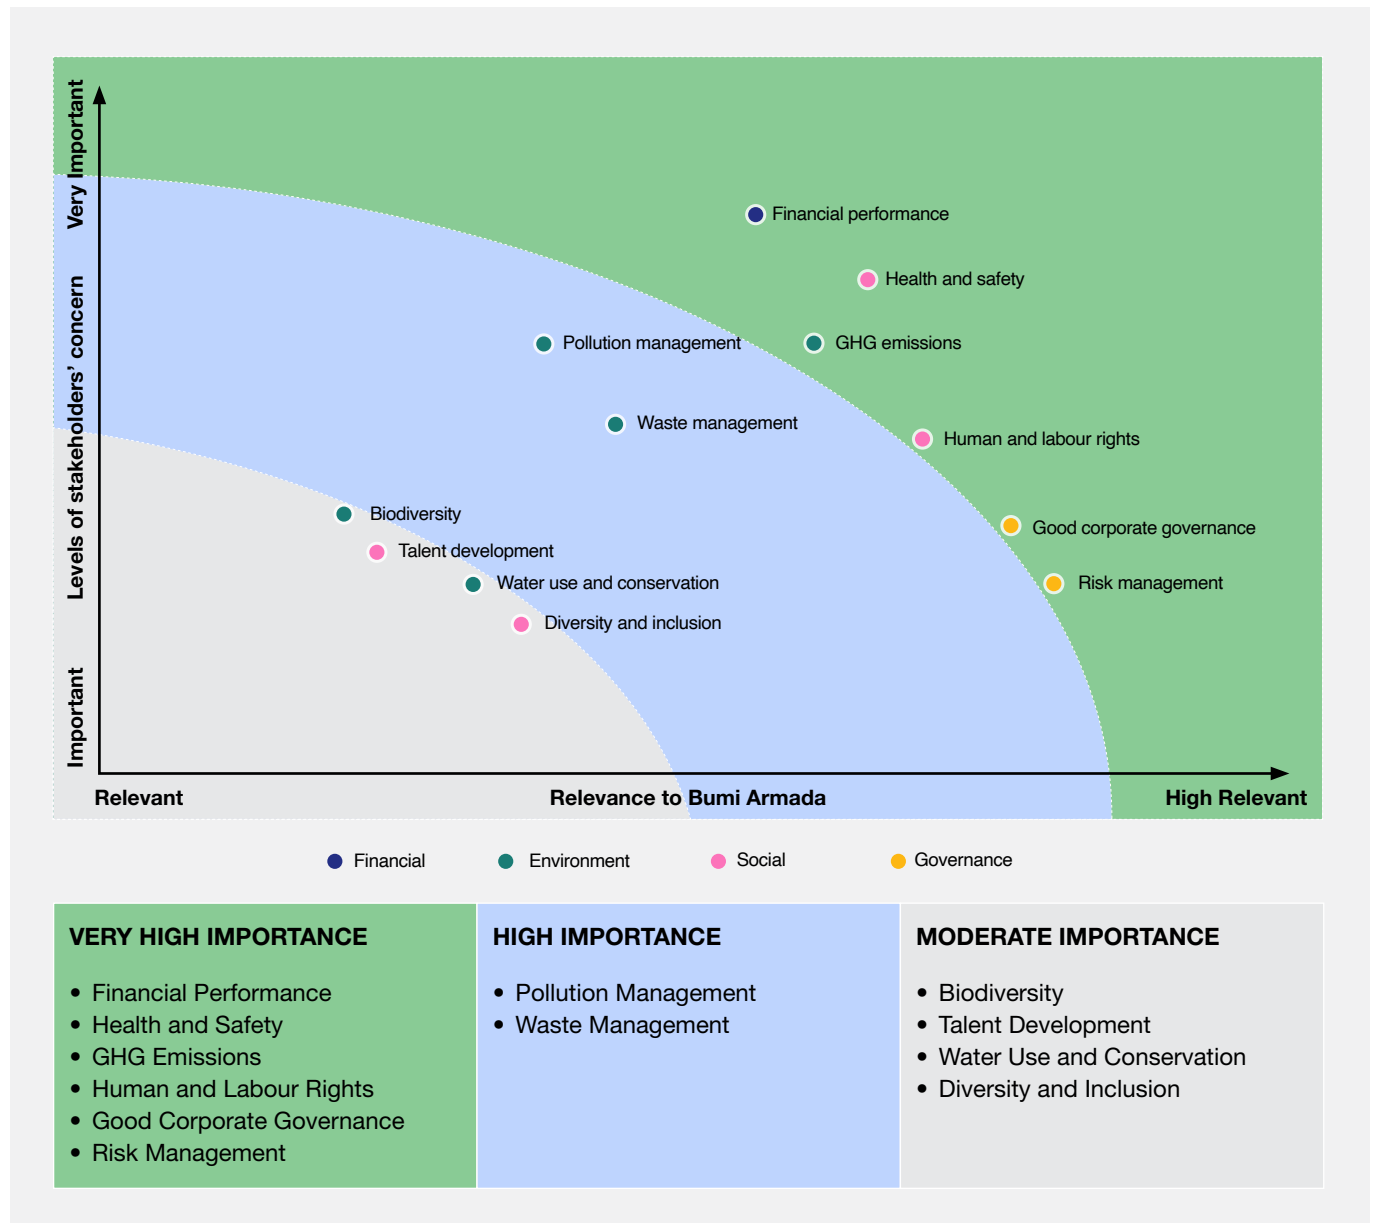 Very Important
Levels of stakeholders’ concern
Important
Financial performance
Health and safety
Pollution management
GHG emissions
Waste management
Human and labour rights
Biodiversity
Good corporate governance
Talent development
Water use and conservation
Risk management
Diversity and inclusion
Relevant
Relevance to Bumi Armada
High Relevant
Financial
Environment
Social
Governance
VERY HIGH IMPORTANCE
• Financial Performance
• Health and Safety
• GHG Emissions
• Human and Labour Rights
• Good Corporate Governance
• Risk Management
HIGH IMPORTANCE
• Pollution Management
• Waste Management
MODERATE IMPORTANCE
• Biodiversity
• Talent Development
• Water Use and Conservation
• Diversity and Inclusion